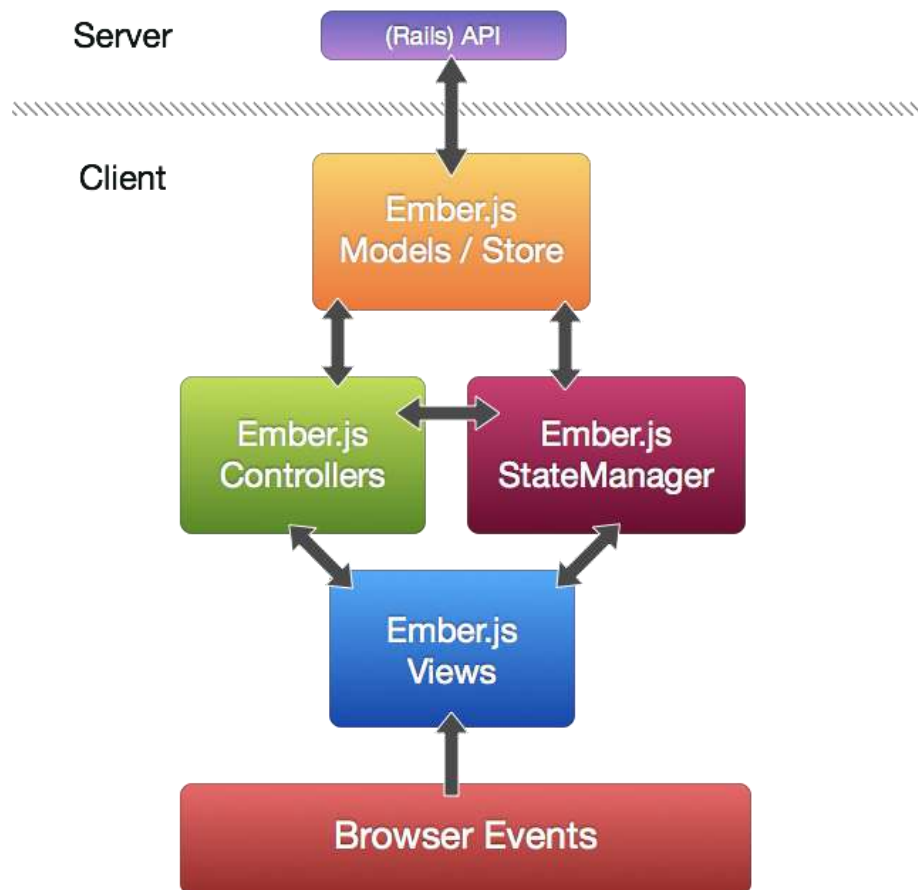 Server
(Rails) API
Client
Ember.js
Models / Store
Ember.js
Controllers
Ember.js
StateManager
Ember.js
Views
Browser Events